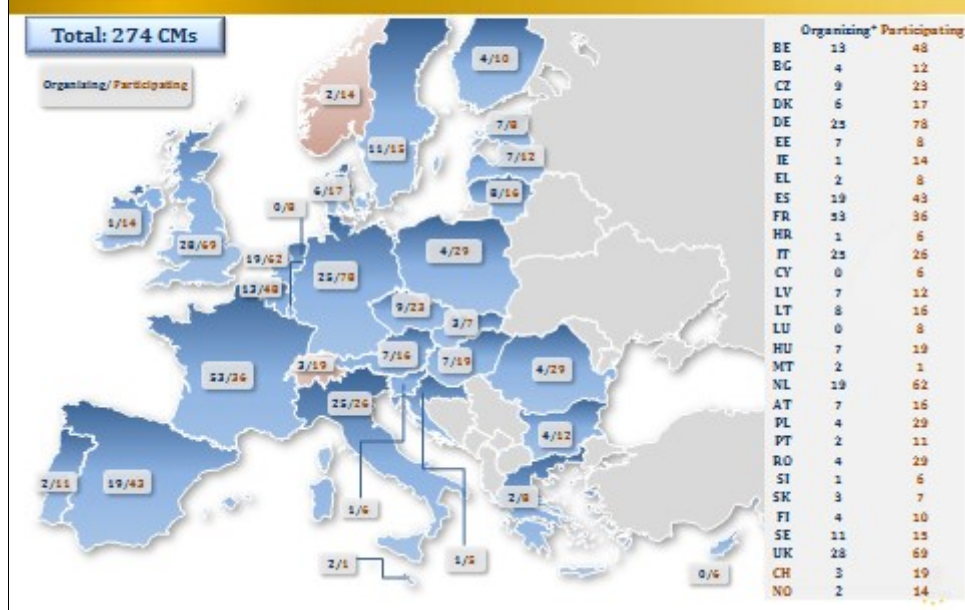 Total: 274 CMs
Organizing/Participating
4/10
2/14
11/15
7/8
7/12
8/16
6/17
0/8
1/14
28/69
19/62
13/48
25/78
4/29
9/23
3/7
7/16
7/19
3/19
53/36
25/26
4/29
4/12
2/11
19/43
2/8
1/6
2/1
1/5
0/6
Organizing* Participating
BE 13 48
BG 4 12
CZ 9 23
DK 6 17
DE 25 78
EE 7 8
IE 1 14
EL 2 8
ES 19 43
FR 53 36
HR 1 6
IT 25 26
CY 0 6
LV 7 12
LT 8 16
LU 0 8
HU 7 19
MT 2 1
NL 19 62
AT 7 16
PL 4 29
PT 2 11
RO 4 29
SI 1 6
SK 3 7
FI 4 10
SE 11 15
UK 28 69
CH 3 19
NO 2 14